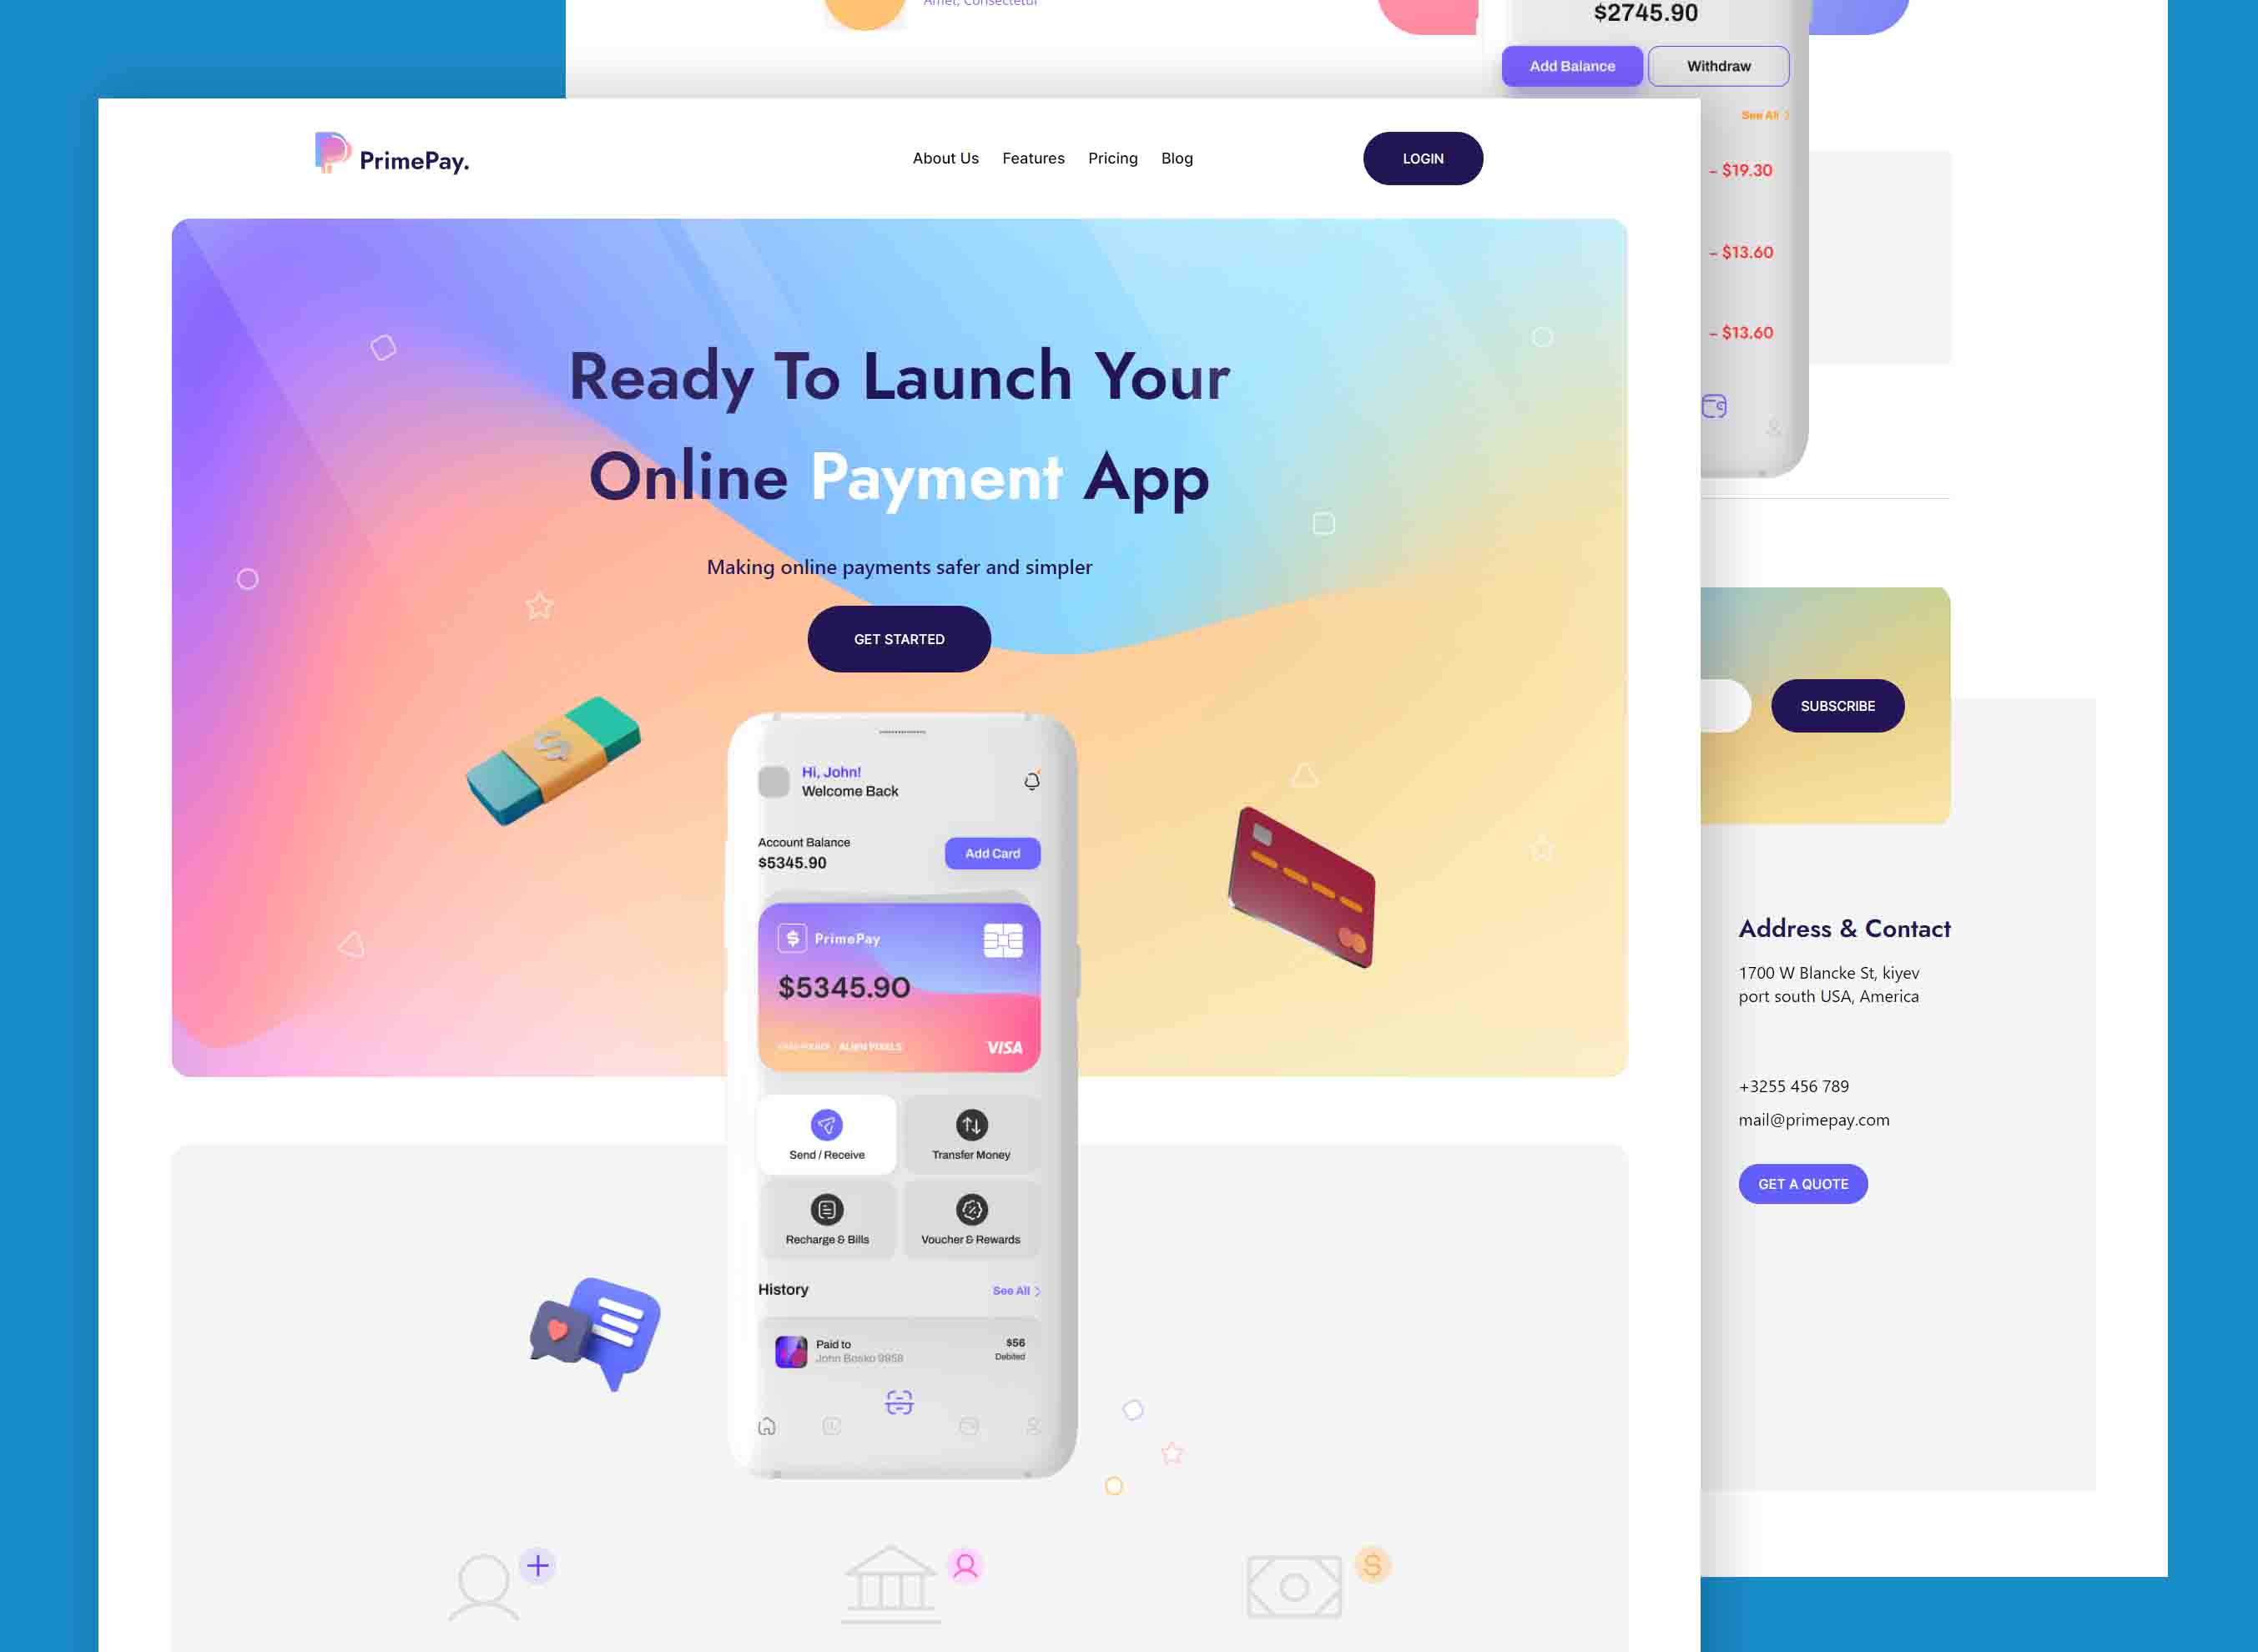 Amet, Consectetur
$2745.90
Add Balance
Withdraw
See All
- $19.30
- $13.60
- $13.60
SUBSCRIBE
Address & Contact
1700 W Blancke St, kiyev
port south USA, America
+3255 456 789
mail@primepay.com
GET A QUOTE
PrimePay.
About Us
Features
Pricing
Blog
LOGIN
Ready To Launch Your
Online Payment App
Making online payments safer and simpler
GET STARTED
Hi, John!
Welcome Back
Account Balance
$5345.90
Add Card
$ PrimePay
$5345.90
ALIEN PIXELS
VISA
Send / Receive
Transfer Money
Recharge & Bills
Voucher & Rewards
History
See All
Paid to
$56
John Bosko 9958
Debited
$
$